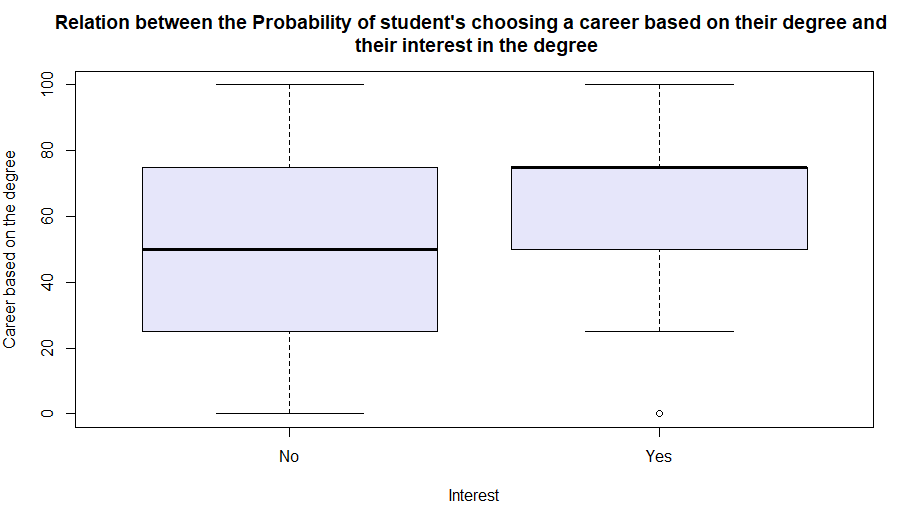 Relation between the Probability of student's choosing a career based on their degree and
their interest in the degree
Career based on the degree
100
80
60
40
20
0
No
Yes
Interest